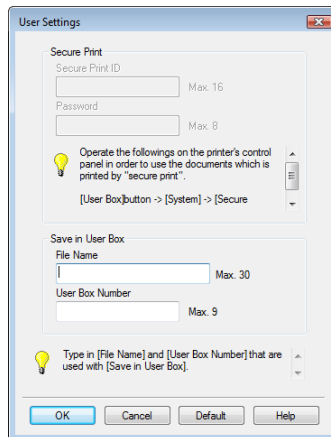 User Settings
Secure Print
Secure Print ID
Max. 16
Password
Max. 8
Operate the followings on the printer's control
panel in order to use the documents which is
printed by "secure print".
[User Box]button -> [System] -> [Secure
Save in User Box
File Name
Max. 30
User Box Number
Max. 9
Type in [File Name] and [User Box Number] that are
used with [Save in User Box].
OK
Cancel
Default
Help